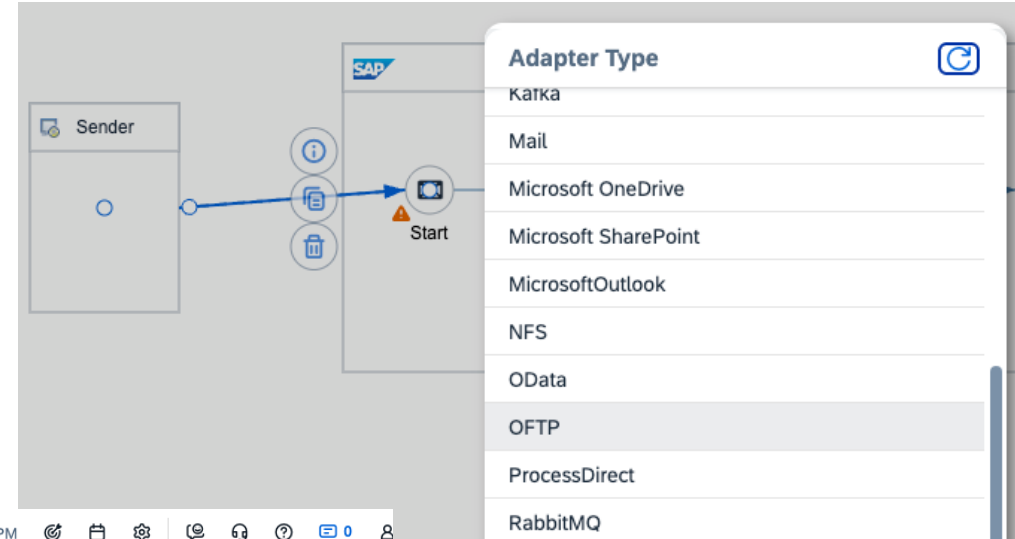 SAP
Sender
Start
Adapter Type
Kafka
Mail
Microsoft OneDrive
Microsoft SharePoint
MicrosoftOutlook
NFS
OData
OFTP
ProcessDirect
RabbitMQ
PM
0